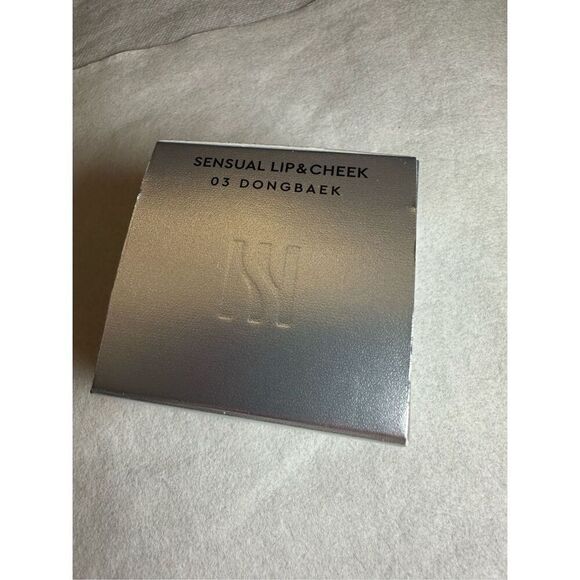 SENSUAL LIP & CHEEK
03 DONGBAEK